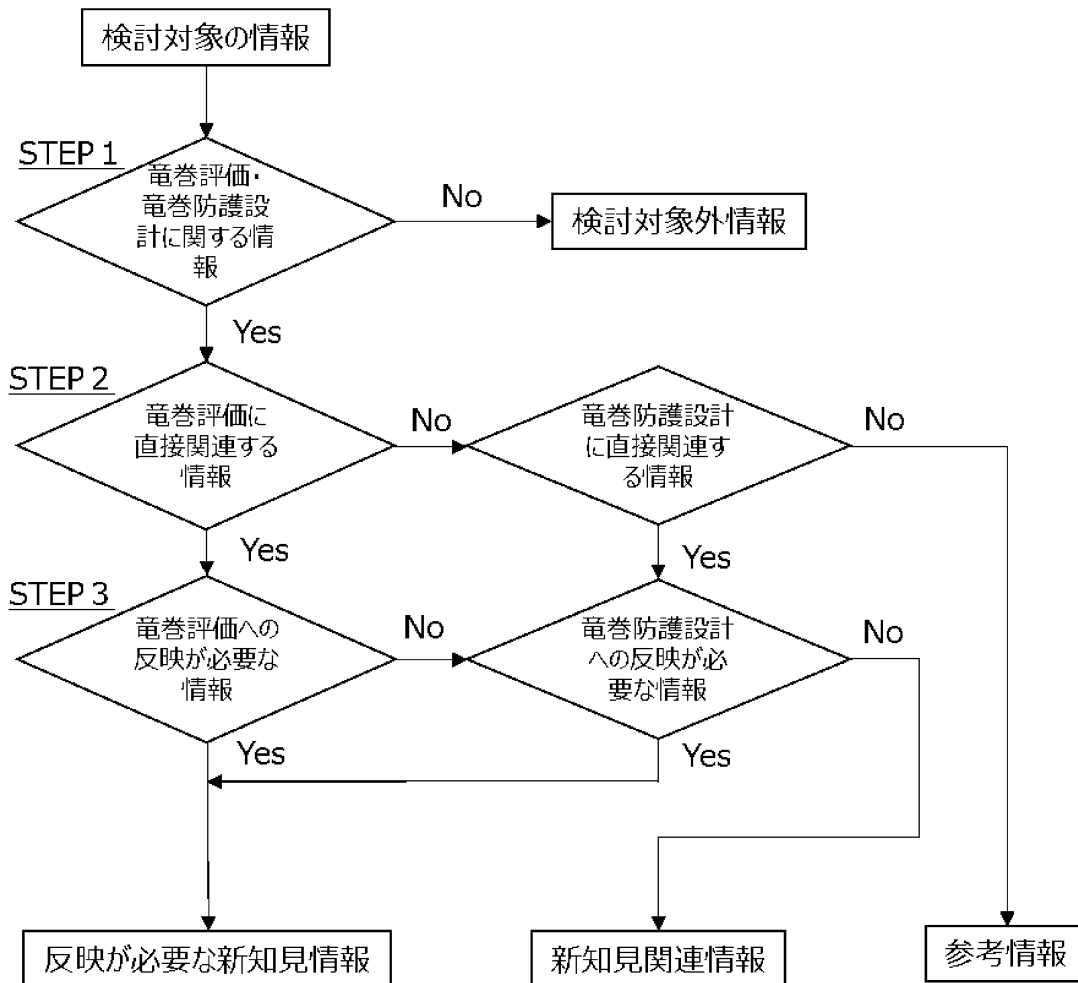 検討対象の情報
STEP 1
竜巻評価・
竜巻防護設
計に関する情
報
No
検討対象外情報
Yes
STEP 2
竜巻評価に
直接関連する
情報
No
竜巻防護設計
に直接関連す
る情報
No
Yes
Yes
STEP 3
竜巻評価への
反映が必要な
情報
No
竜巻防護設計
への反映が必
要な情報
No
Yes
Yes
反映が必要な新知見情報
新知見関連情報
参考情報